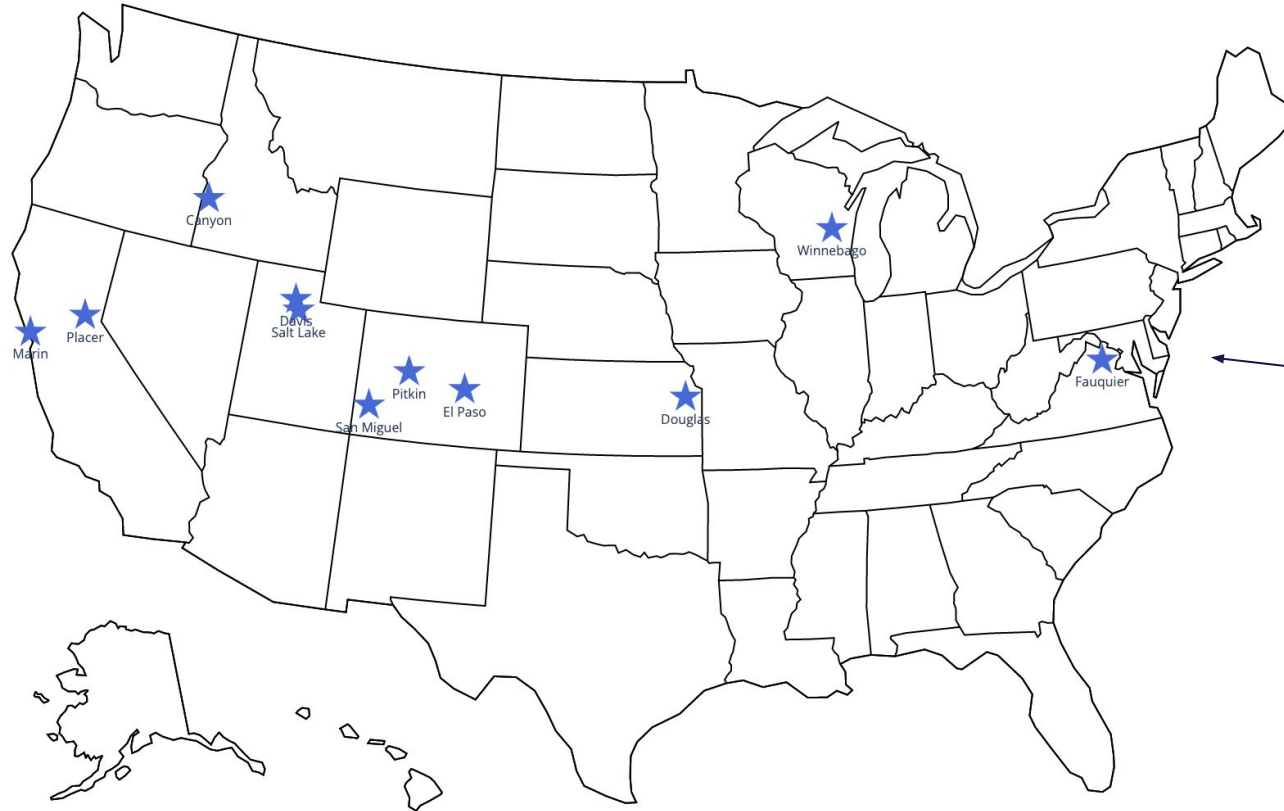 Canyon
Winnebago
Davis
Salt Lake
Placer
Marin
Fauquier
Pitkin
El Paso
San Miguel
Douglas